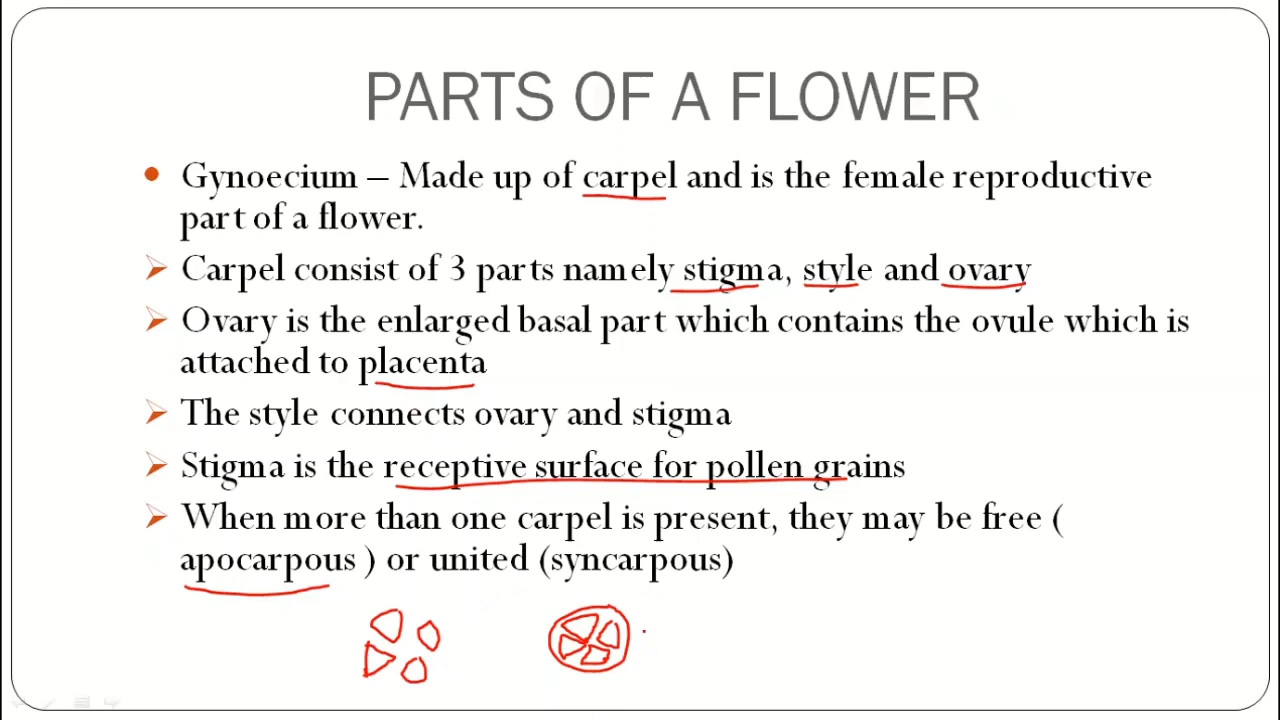 PARTS OF A FLOWER
Gynoecium – Made up of carpel and is the female reproductive
part of a flower.
Carpel consist of 3 parts namely stigma, style and ovary
Ovary is the enlarged basal part which contains the ovule which is
attached to placenta
The style connects ovary and stigma
Stigma is the receptive surface for pollen grains
When more than one carpel is present, they may be free (
apocarpous ) or united (syncarpous)